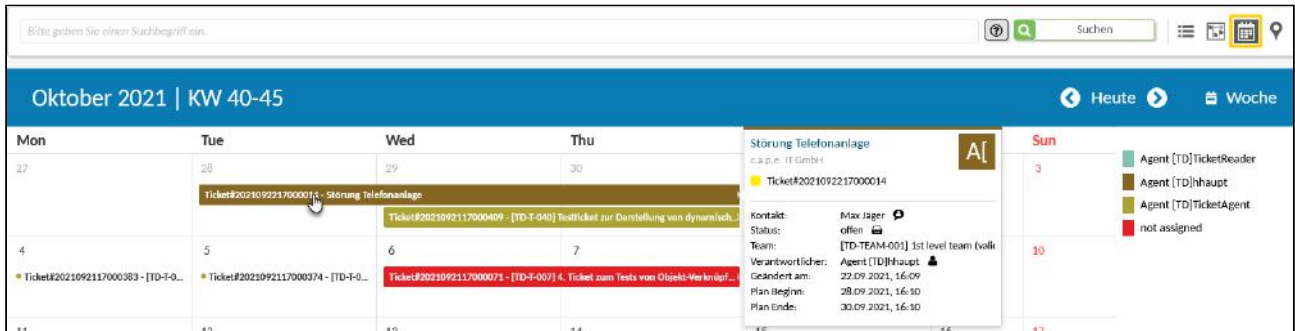 Bitte geben Sie einen Suchbegriff ein.
Suchen
Oktober 2021 | KW 40-45
Heute
Woche
Mon Tue Wed Thu Sun
27 28 29 30 3
Ticket#2021092217000014 - Störung Telefonanlage
Ticket#2021092117000409 - [TD-T-040] Testticket zur Darstellung von dynamisch...
4 5 6 7 10
Ticket#2021092117000383 - [TD-T-0...
Ticket#2021092117000374 - [TD-T-0...
Ticket#2021092117000071 - [TD-T-007] 4. Ticket zum Tests von Objekt-Verknüpf...
Störung Telefonanlage
A[
c.a.p.e. IT GmbH
Ticket#2021092217000014
Kontakt: Max Jäger
Status: offen
Team: [TD-TEAM-001] 1st level team (valid
Verantwortlicher: Agent [TD]hhaupt
Geändert am: 22.09.2021, 16:09
Plan Beginn: 28.09.2021, 16:10
Plan Ende: 30.09.2021, 16:10
Agent [TD]TicketReader
Agent [TD]hhaupt
Agent [TD]TicketAgent
not assigned